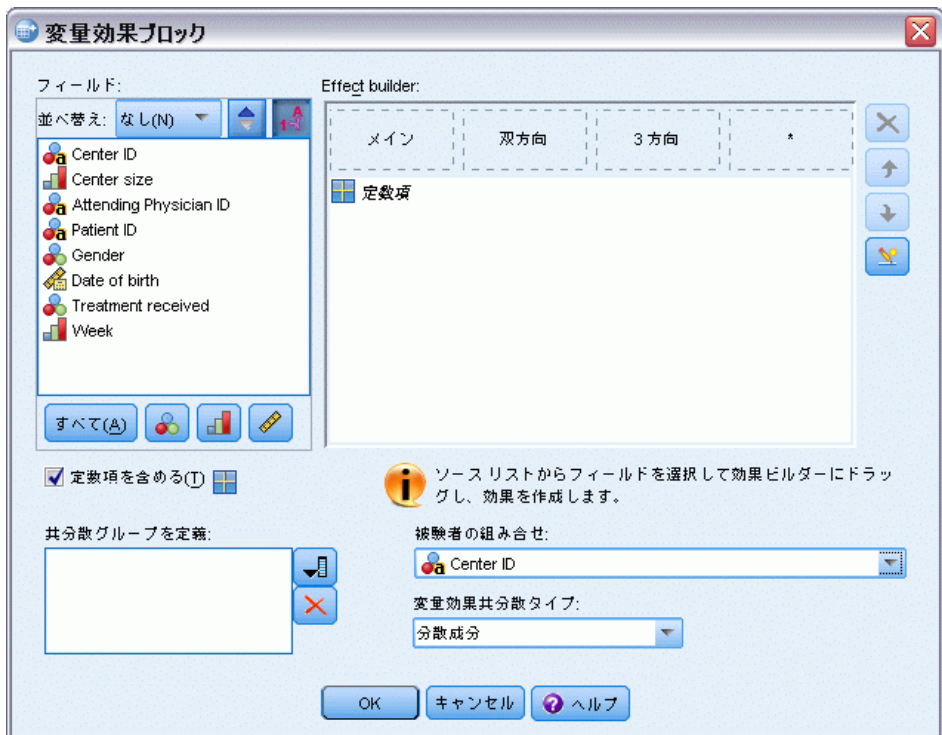 変量効果ブロック
フィールド:
並べ替え: なし(N)
Center ID
Center size
Attending Physician ID
Patient ID
Gender
Date of birth
Treatment received
Week
すべて(A)
Effect builder:
メイン 双方向 3方向 *
定数項
定数項を含める(T)
ソース リストからフィールドを選択して効果ビルダーにドラッ
グし、効果を作成します。
共分散グループを定義:
被験者の組み合せ:
Center ID
変量効果共分散タイプ:
分散成分
OK キャンセル ヘルプ